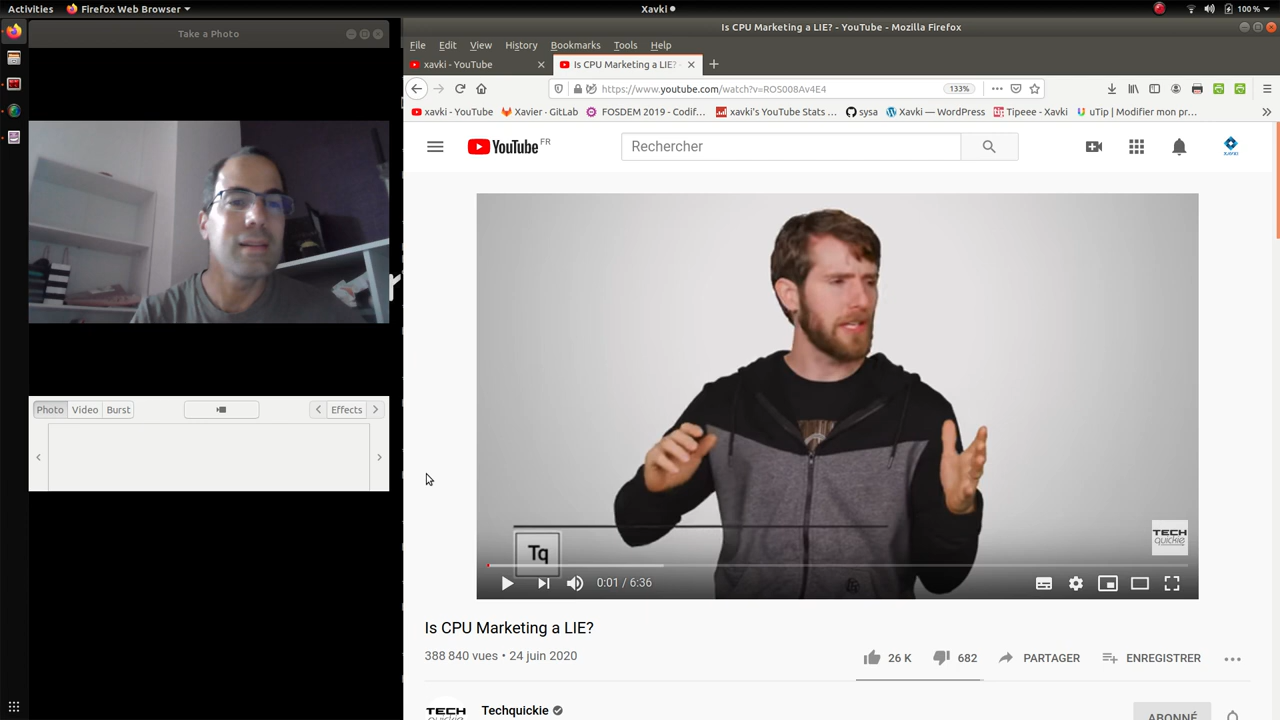 Activities
Firefox Web Browser
Xavki
100 %
Take a Photo
Is CPU Marketing a LIE? - YouTube - Mozilla Firefox
File Edit View History Bookmarks Tools Help
xavki - YouTube
Is CPU Marketing a LIE? -
https://www.youtube.com/watch?v=ROS008Av4E4
133%
xavki - YouTube
Xavier - GitLab
FOSDEM 2019 - Codif…
xavki's YouTube Stats …
sysa
Xavki — WordPress
Tipeee - Xavki
uTip | Modifier mon pr…
YouTube FR
Rechercher
Tq
TECH
quickie
0:01 / 6:36
Photo Video Burst
Effects
Is CPU Marketing a LIE?
388 840 vues • 24 juin 2020
26 K
682
PARTAGER
ENREGISTRER
TECH
Techquickie
ABONNÉ